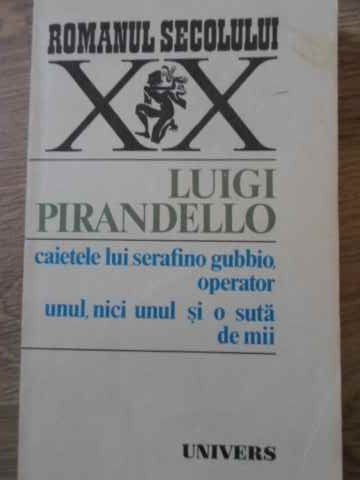 ROMANUL SECOLULUI
XX
LUIGI
PIRANDELLO
caietele lui serafino gubbio,
operator
unul, nici unul și o sută
de mii
UNIVERS